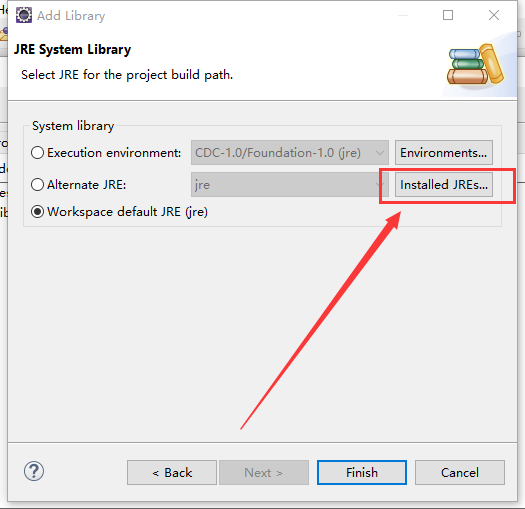 Add Library
JRE System Library
Select JRE for the project build path.
System library
Execution environment: CDC-1.0/Foundation-1.0 (jre) Environments...
Alternate JRE: jre Installed JREs...
Workspace default JRE (jre)
? < Back Next > Finish Cancel